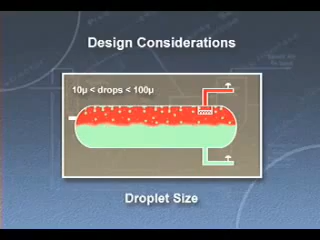 Design Considerations
10µ < drops < 100µ
Droplet Size